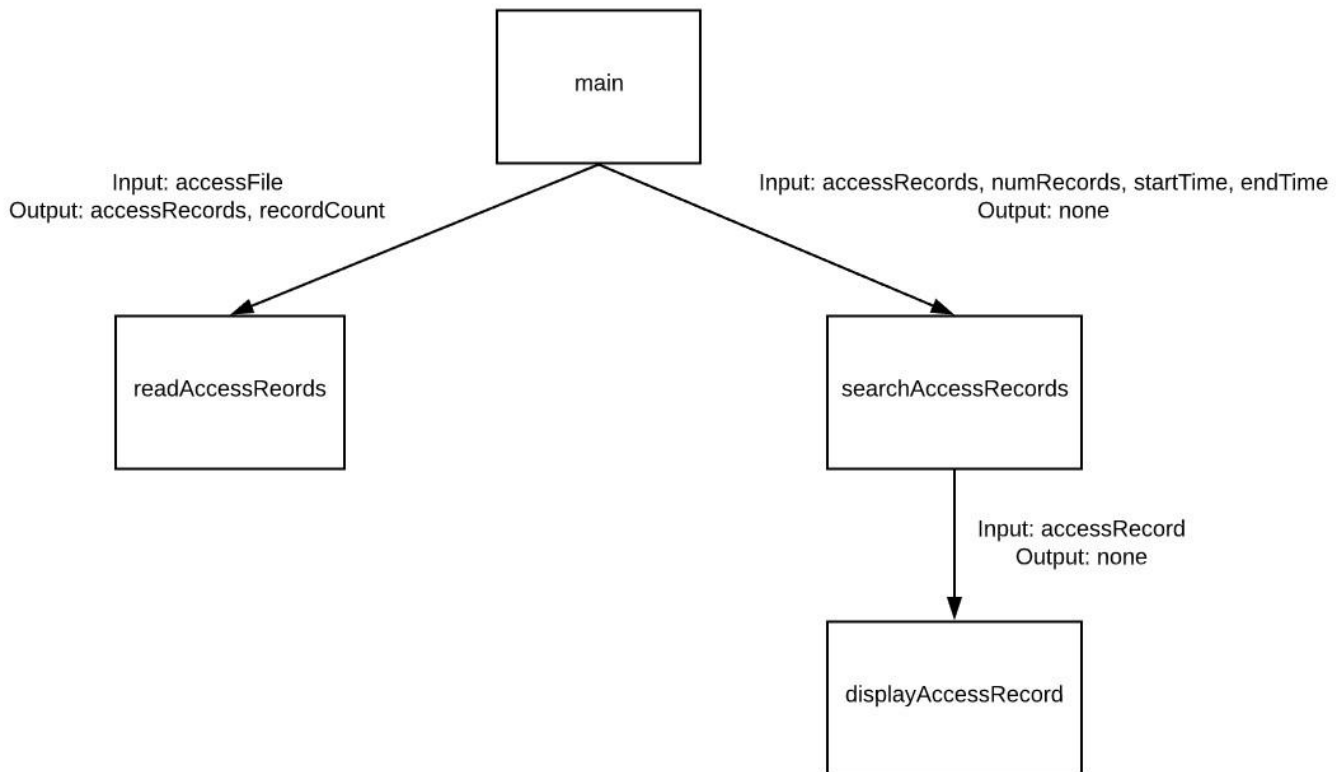 main
Input: accessFile
Output: accessRecords, recordCount
Input: accessRecords, numRecords, startTime, endTime
Output: none
readAccessReords
searchAccessRecords
Input: accessRecord
Output: none
displayAccessRecord